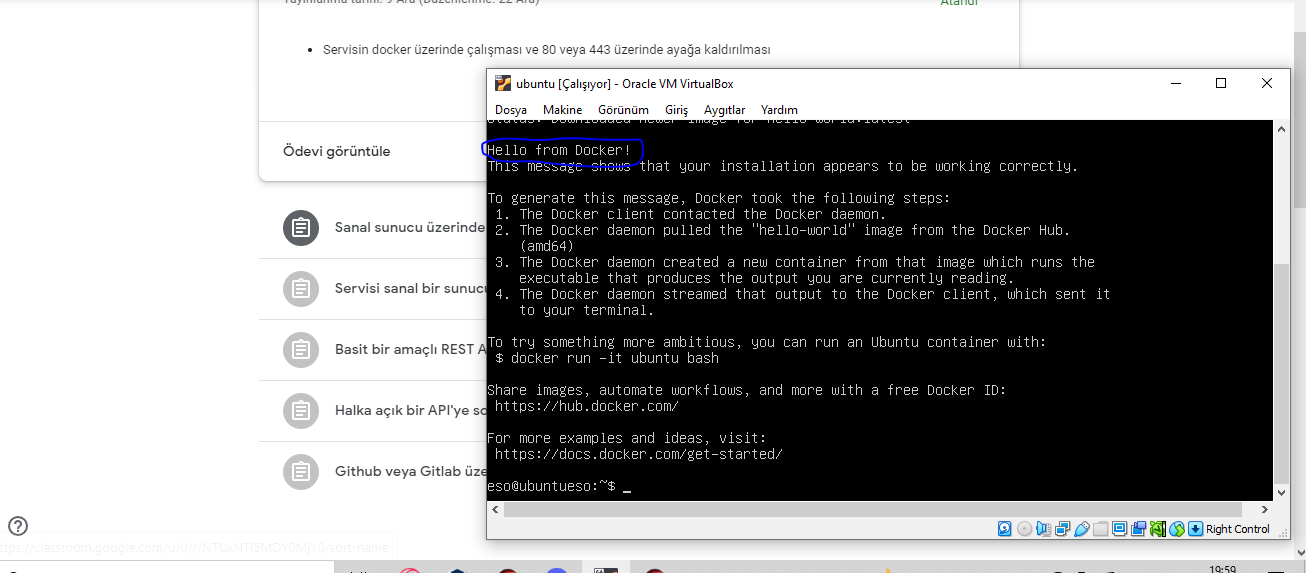 Yayınlanma tarihi: 9 Ara (Düzenlenme: 22 Ara)
Atandı
• Servisin docker üzerinde çalışması ve 80 veya 443 üzerinde ayağa kaldırılması
Ödevi görüntüle
Sanal sunucu üzerinde
Servisi sanal bir sunucu
Basit bir amaçlı REST A
Halka açık bir API'ye so
Github veya Gitlab üze
ubuntu [Çalışıyor] - Oracle VM VirtualBox
Dosya Makine Görünüm Giriş Aygıtlar Yardım
Status: Downloaded newer image for hello-world:latest
Hello from Docker!
This message shows that your installation appears to be working correctly.
To generate this message, Docker took the following steps:
1. The Docker client contacted the Docker daemon.
2. The Docker daemon pulled the "hello-world" image from the Docker Hub.
(amd64)
3. The Docker daemon created a new container from that image which runs the
executable that produces the output you are currently reading.
4. The Docker daemon streamed that output to the Docker client, which sent it
to your terminal.
To try something more ambitious, you can run an Ubuntu container with:
$ docker run -it ubuntu bash
Share images, automate workflows, and more with a free Docker ID:
https://hub.docker.com/
For more examples and ideas, visit:
https://docs.docker.com/get-started/
eso@ubuntueso:~$ _
Right Control
19:59